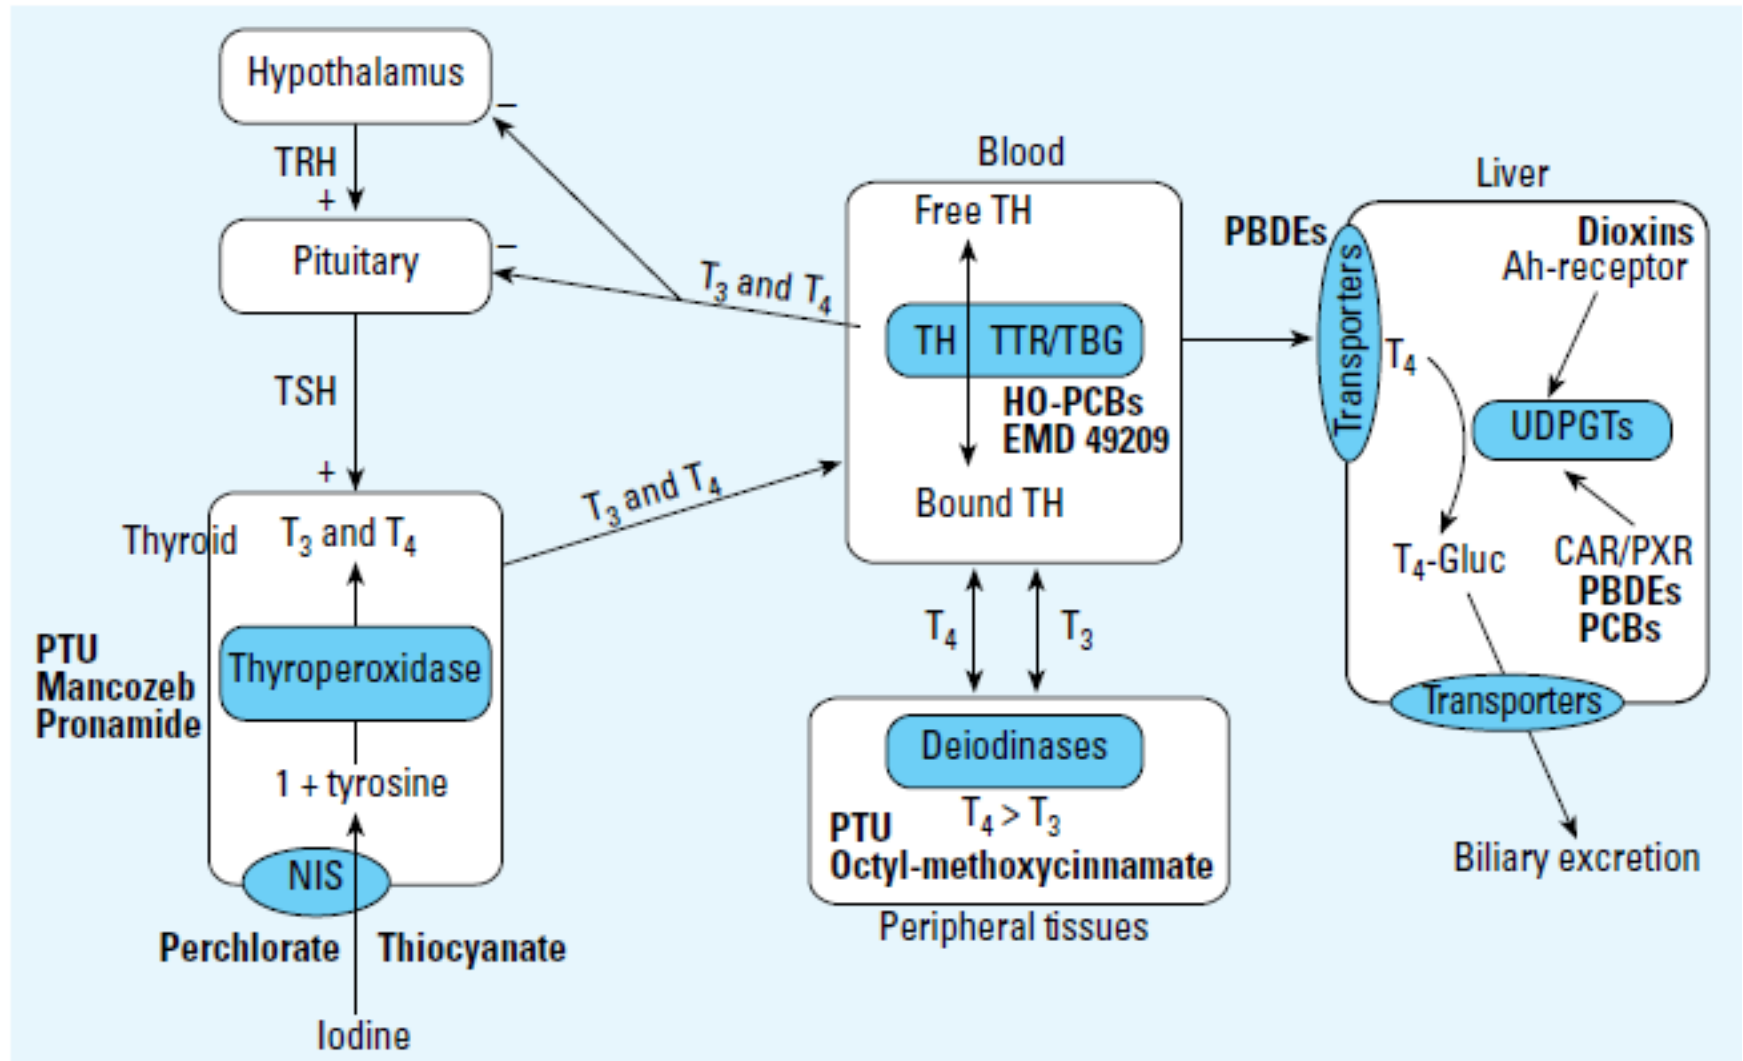 Hypothalamus
–
TRH
+
Pituitary
–
TSH
+
T₃ and T₄
Thyroid
T₃ and T₄
PTU
Mancozeb
Pronamide
Thyroperoxidase
1 + tyrosine
NIS
Perchlorate
Thiocyanate
Iodine
T₃ and T₄
Blood
Free TH
TH
TTR/TBG
HO-PCBs
EMD 49209
Bound TH
T₄
T₃
Deiodinases
T₄ > T₃
PTU
Octyl-methoxycinnamate
Peripheral tissues
Liver
PBDEs
Transporters
Dioxins
Ah-receptor
T₄
UDPGTs
T₄-Gluc
CAR/PXR
PBDEs
PCBs
Transporters
Biliary excretion